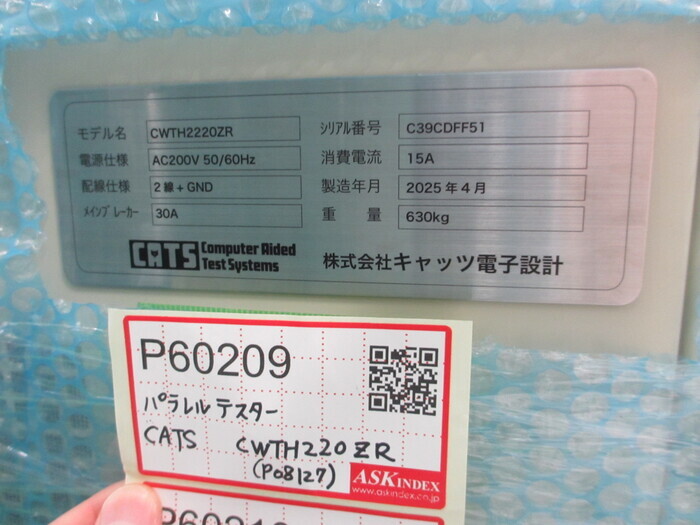 モデル名 CWTH2220ZR シリアル番号 C39CDFF51
電源仕様 AC200V 50/60Hz 消費電流 15A
配線仕様 2線+GND 製造年月 2025年4月
ﾒｲﾝﾌﾞﾚｰｶｰ 30A 重量 630kg
CATS Computer Aided Test Systems 株式会社キャッツ電子設計
P60209
パラレルテスター
CATS CWTH220ZR
(P08127)
ASKINDEX
www.askindex.co.jp